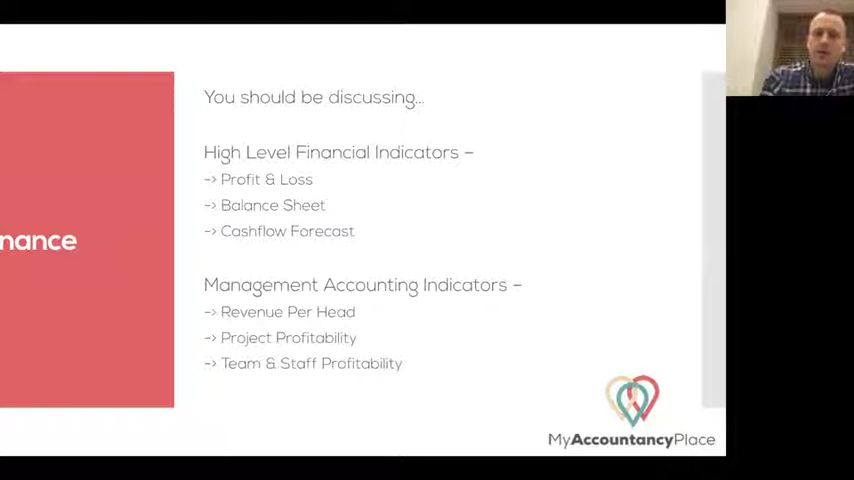 nance
You should be discussing...
High Level Financial Indicators –
-> Profit & Loss
-> Balance Sheet
-> Cashflow Forecast
Management Accounting Indicators –
-> Revenue Per Head
-> Project Profitability
-> Team & Staff Profitability
MyAccountancyPlace